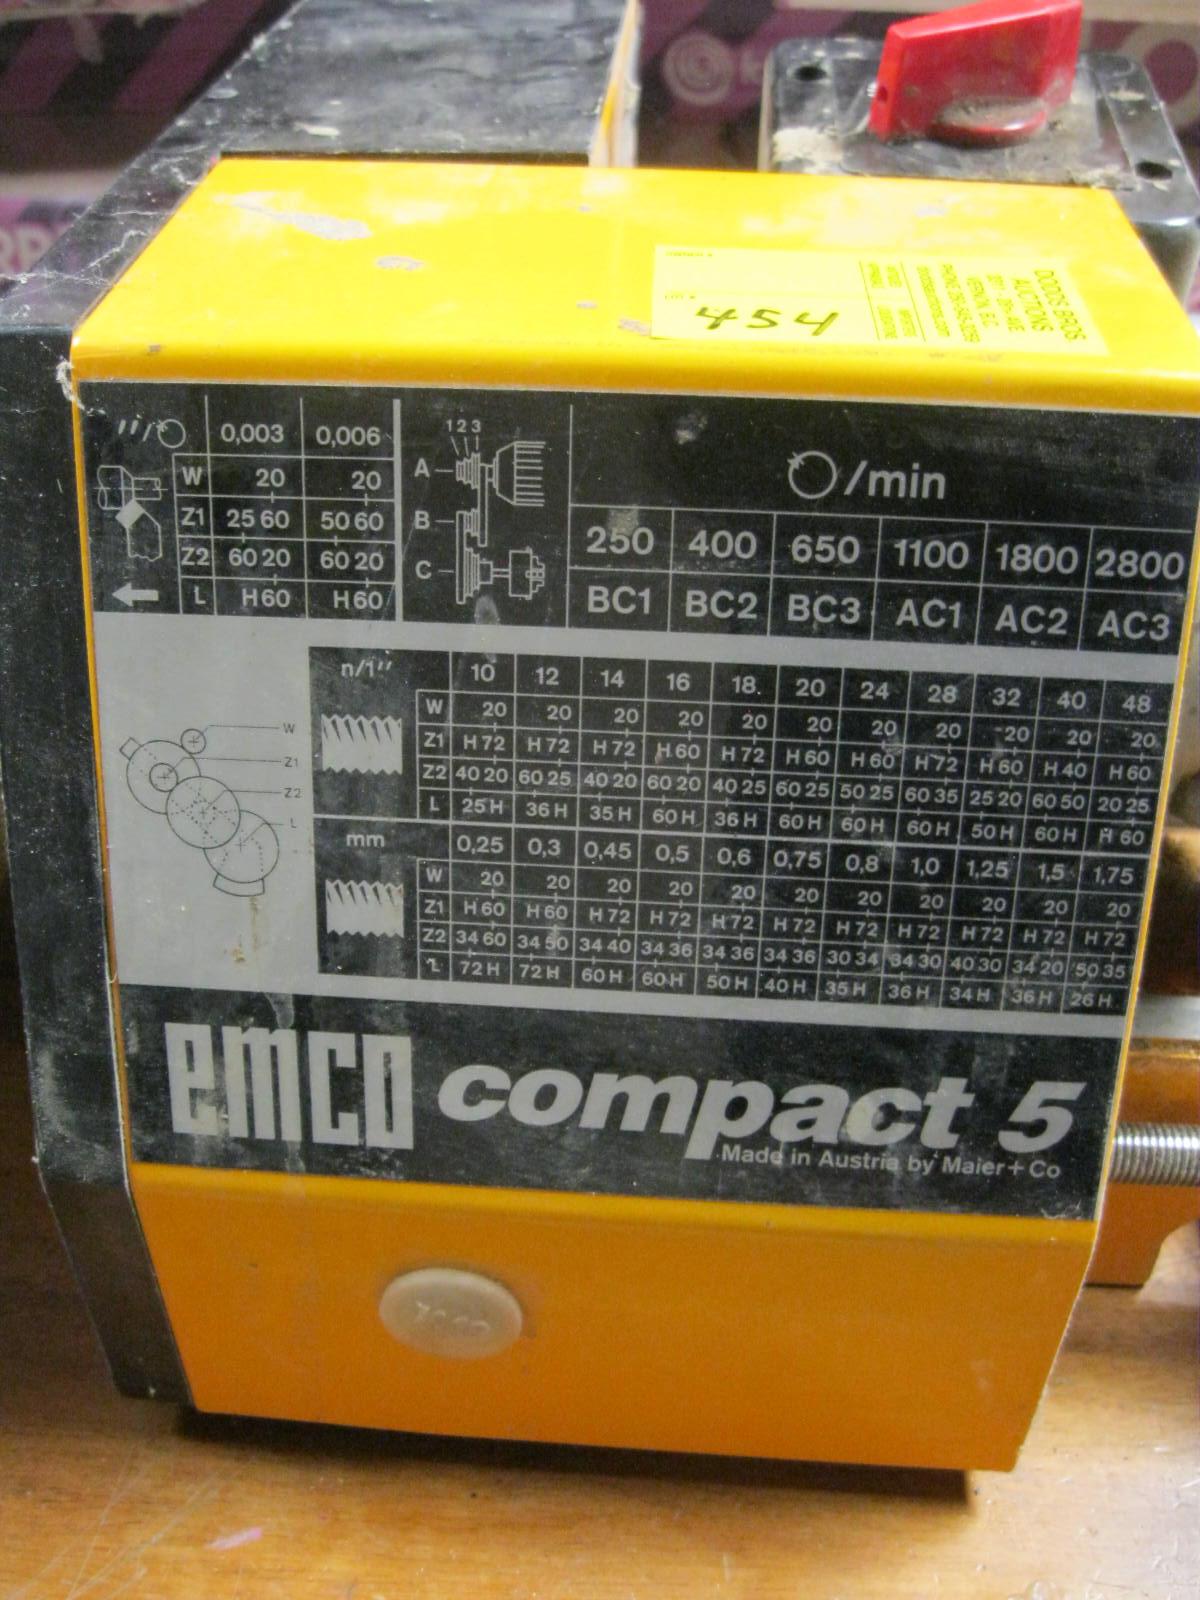 DODDS BROS.
AUCTIONS
VERNON, B.C.
454
″/ 0,003 0,006
W 20 20
Z1 25 60 50 60
Z2 60 20 60 20
L H 60 H 60
1 2 3
A
B
C
/min
250 400 650 1100 1800 2800
BC1 BC2 BC3 AC1 AC2 AC3
W
Z1
Z2
L
n/1″ 10 12 14 16 18 20 24 28 32 40 48
W 20 20 20 20 20 20 20 20 20 20 20
Z1 H 72 H 72 H 72 H 60 H 72 H 60 H 60 H 72 H 60 H 40 H 60
Z2 40 20 60 25 40 20 60 20 40 25 60 25 50 25 60 35 25 20 60 50 20 25
L 25 H 36 H 35 H 60 H 36 H 60 H 60 H 60 H 50 H 60 H H 60
mm 0,25 0,3 0,45 0,5 0,6 0,75 0,8 1,0 1,25 1,5 1,75
W 20 20 20 20 20 20 20 20 20 20 20
Z1 H 60 H 60 H 72 H 72 H 72 H 72 H 72 H 72 H 72 H 72 H 72
Z2 34 60 34 50 34 40 34 36 34 36 34 36 30 34 34 30 40 30 34 20 50 35
L 72 H 72 H 60 H 60 H 50 H 40 H 35 H 36 H 34 H 36 H 26 H
emco compact 5
Made in Austria by Maier + Co